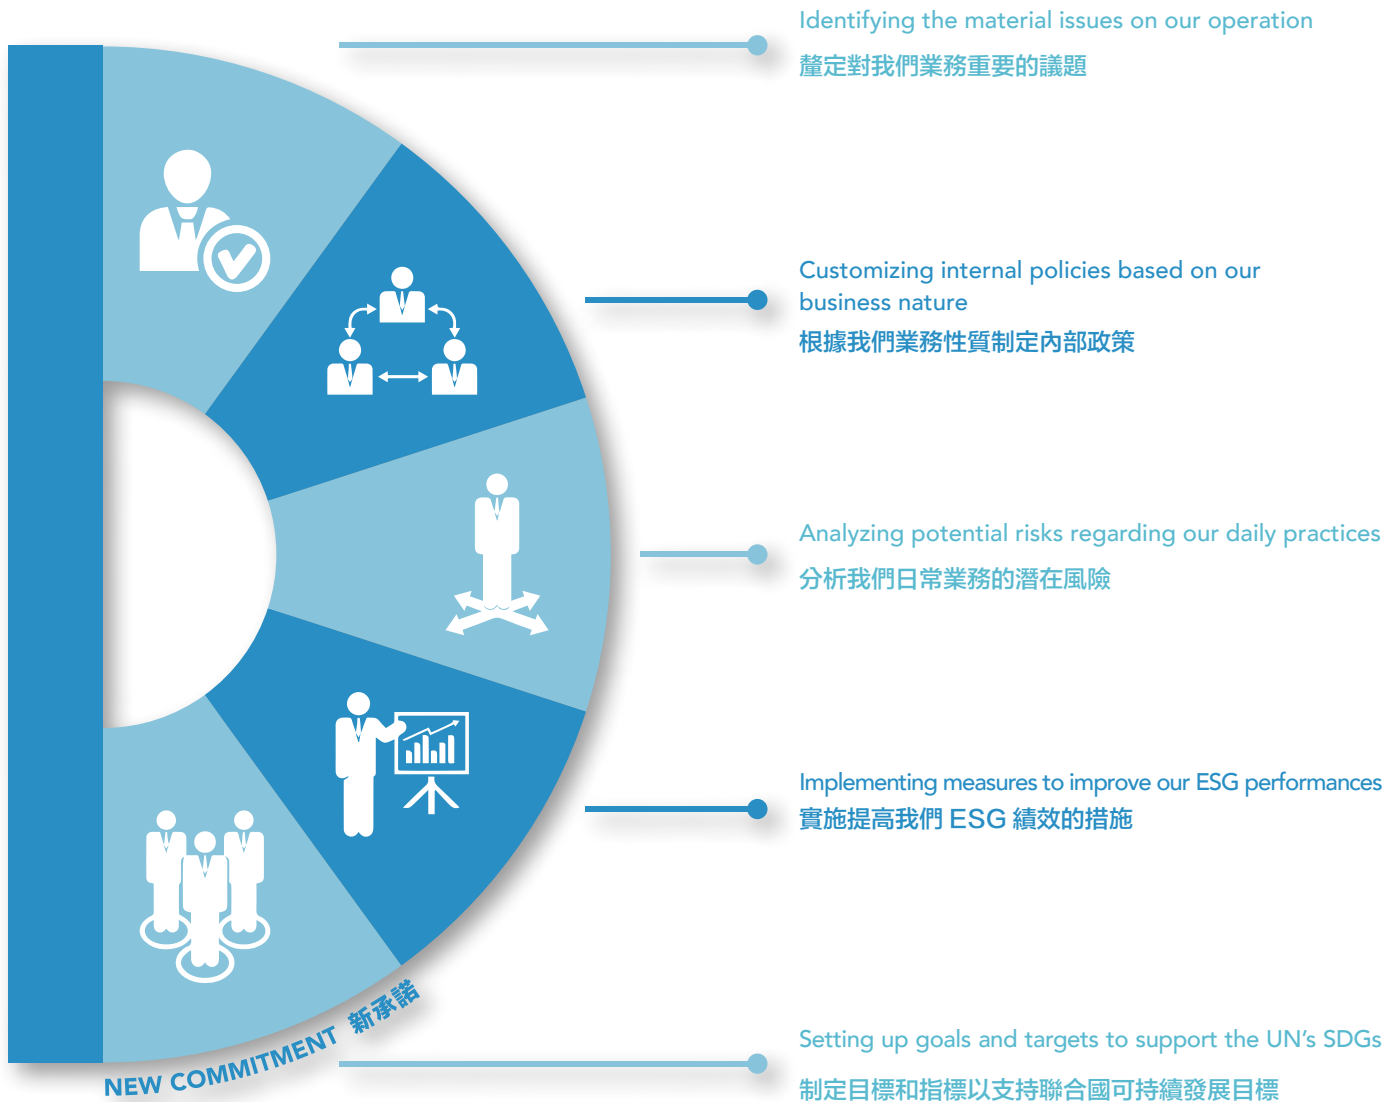 Identifying the material issues on our operation
釐定對我們業務重要的議題
Customizing internal policies based on our
business nature
根據我們業務性質制定內部政策
Analyzing potential risks regarding our daily practices
分析我們日常業務的潛在風險
Implementing measures to improve our ESG performances
實施提高我們 ESG 績效的措施
NEW COMMITMENT 新承諾
Setting up goals and targets to support the UN’s SDGs
制定目標和指標以支持聯合國可持續發展目標